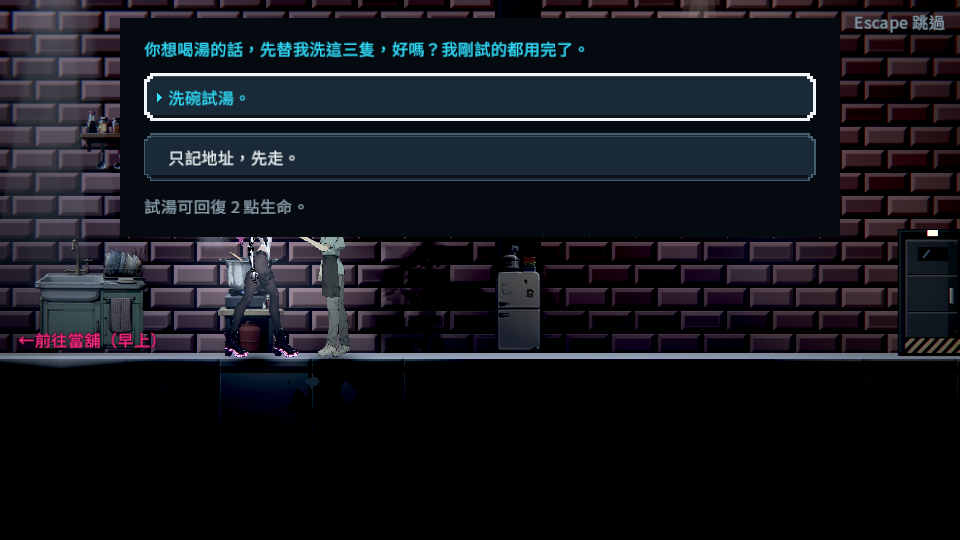 Escape 跳過
你想喝湯的話，先替我洗這三隻，好嗎？我剛試的都用完了。
洗碗試湯。
只記地址，先走。
試湯可回復 2 點生命。
←前往當舖（早上）